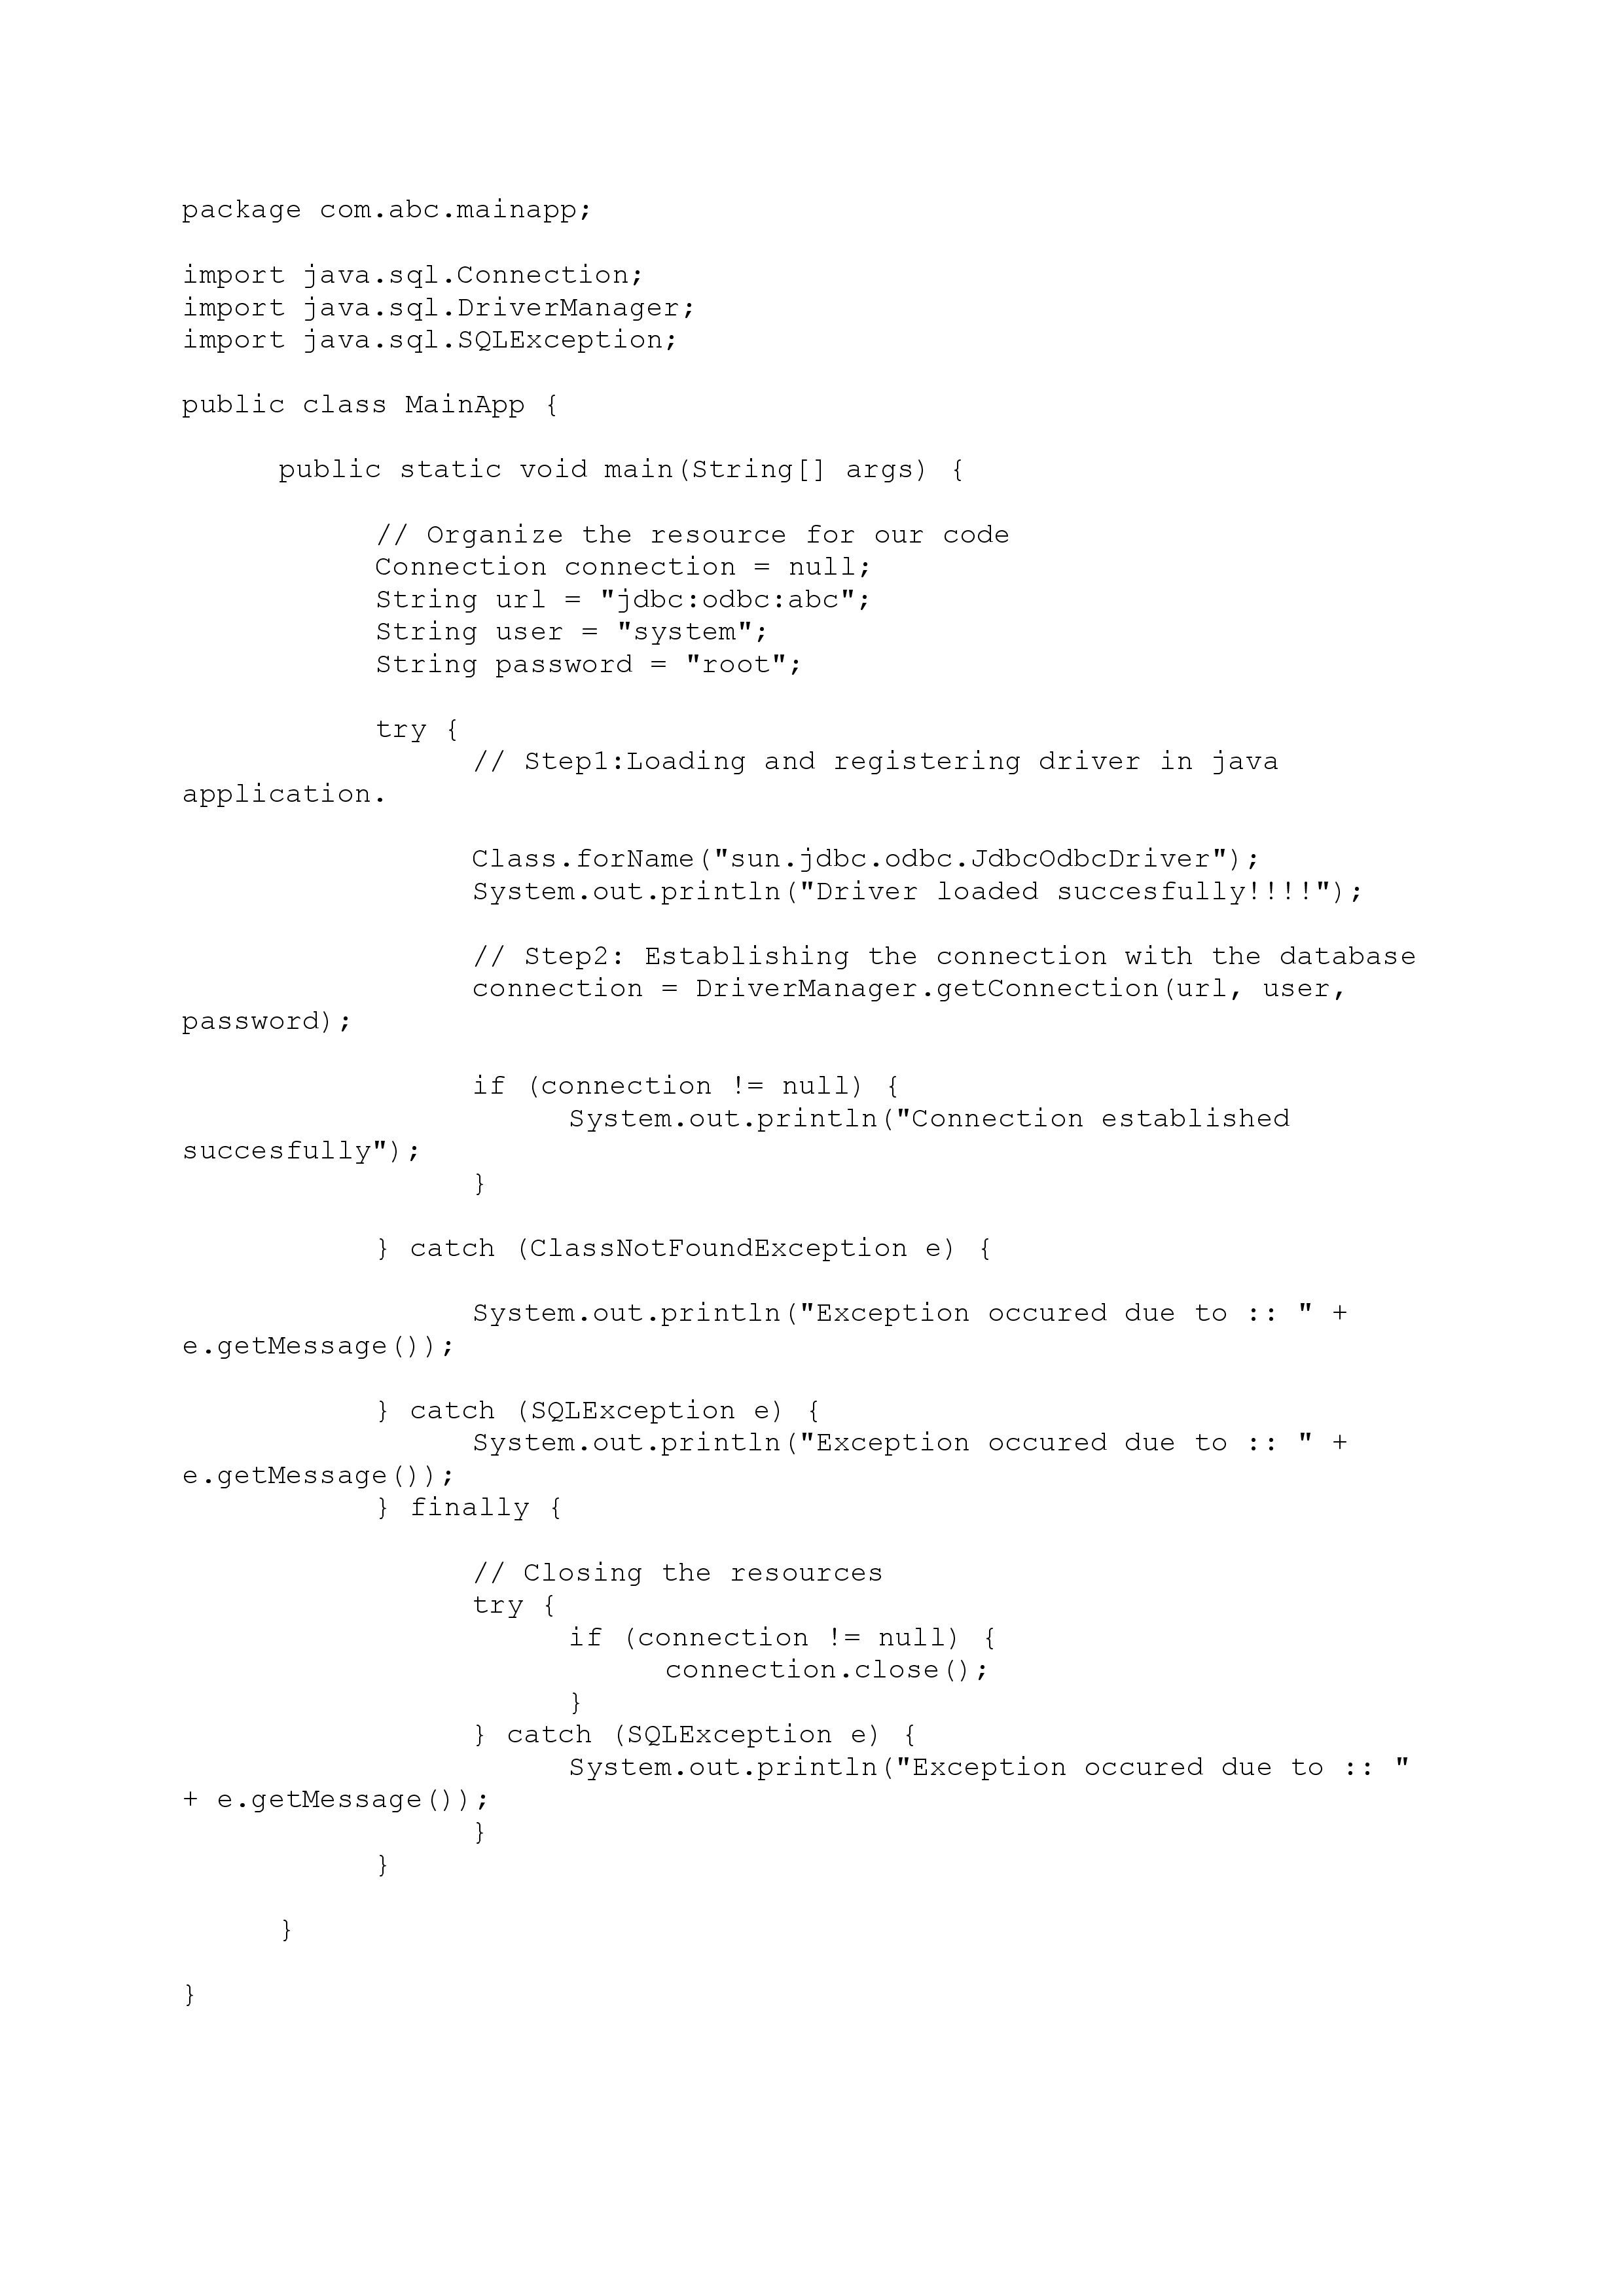 package com.abc.mainapp;

import java.sql.Connection;
import java.sql.DriverManager;
import java.sql.SQLException;

public class MainApp {

      public static void main(String[] args) {

            // Organize the resource for our code
            Connection connection = null;
            String url = "jdbc:odbc:abc";
            String user = "system";
            String password = "root";

            try {
                  // Step1:Loading and registering driver in java
application.

                  Class.forName("sun.jdbc.odbc.JdbcOdbcDriver");
                  System.out.println("Driver loaded succesfully!!!!");

                  // Step2: Establishing the connection with the database
                  connection = DriverManager.getConnection(url, user,
password);

                  if (connection != null) {
                        System.out.println("Connection established
succesfully");
                  }

            } catch (ClassNotFoundException e) {

                  System.out.println("Exception occured due to :: " +
e.getMessage());

            } catch (SQLException e) {
                  System.out.println("Exception occured due to :: " +
e.getMessage());
            } finally {

                  // Closing the resources
                  try {
                        if (connection != null) {
                              connection.close();
                        }
                  } catch (SQLException e) {
                        System.out.println("Exception occured due to :: "
+ e.getMessage());
                  }
            }

      }

}